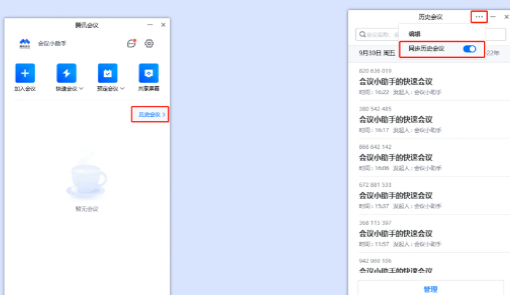 腾讯会议
会议小助手
加入会议
快速会议
预定会议
共享屏幕
历史会议
暂无会议
历史会议
编辑
同步历史会议
9月30日 周五
22年
820 636 019
会议小助手的快速会议
时间：16:22 发起人：会议小助手
380 542 485
会议小助手的快速会议
时间：16:17 发起人：会议小助手
866 642 142
会议小助手的快速会议
时间：16:06 发起人：会议小助手
672 881 533
会议小助手的快速会议
时间：15:37 发起人：会议小助手
368 115 397
会议小助手的快速会议
时间：11:57 发起人：会议小助手
942 968 106
会议小助手的快速会议
管理